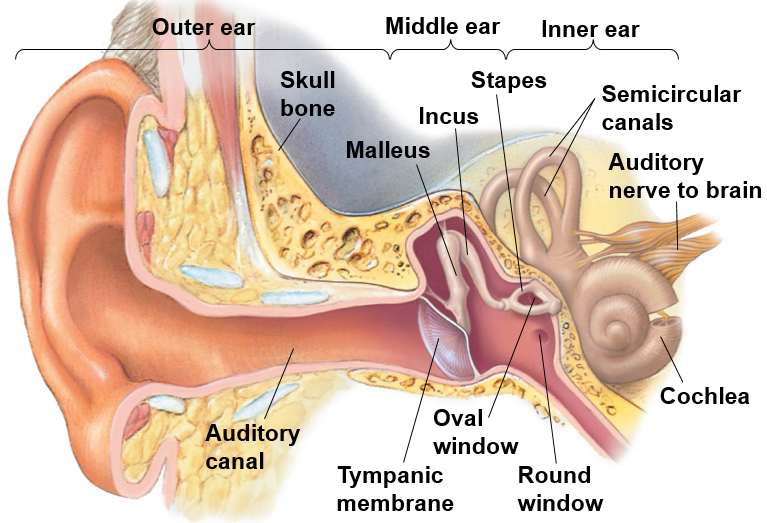 Outer ear
Middle ear
Inner ear
Skull
bone
Stapes
Incus
Malleus
Semicircular
canals
Auditory
nerve to brain
Cochlea
Auditory
canal
Oval
window
Tympanic
membrane
Round
window